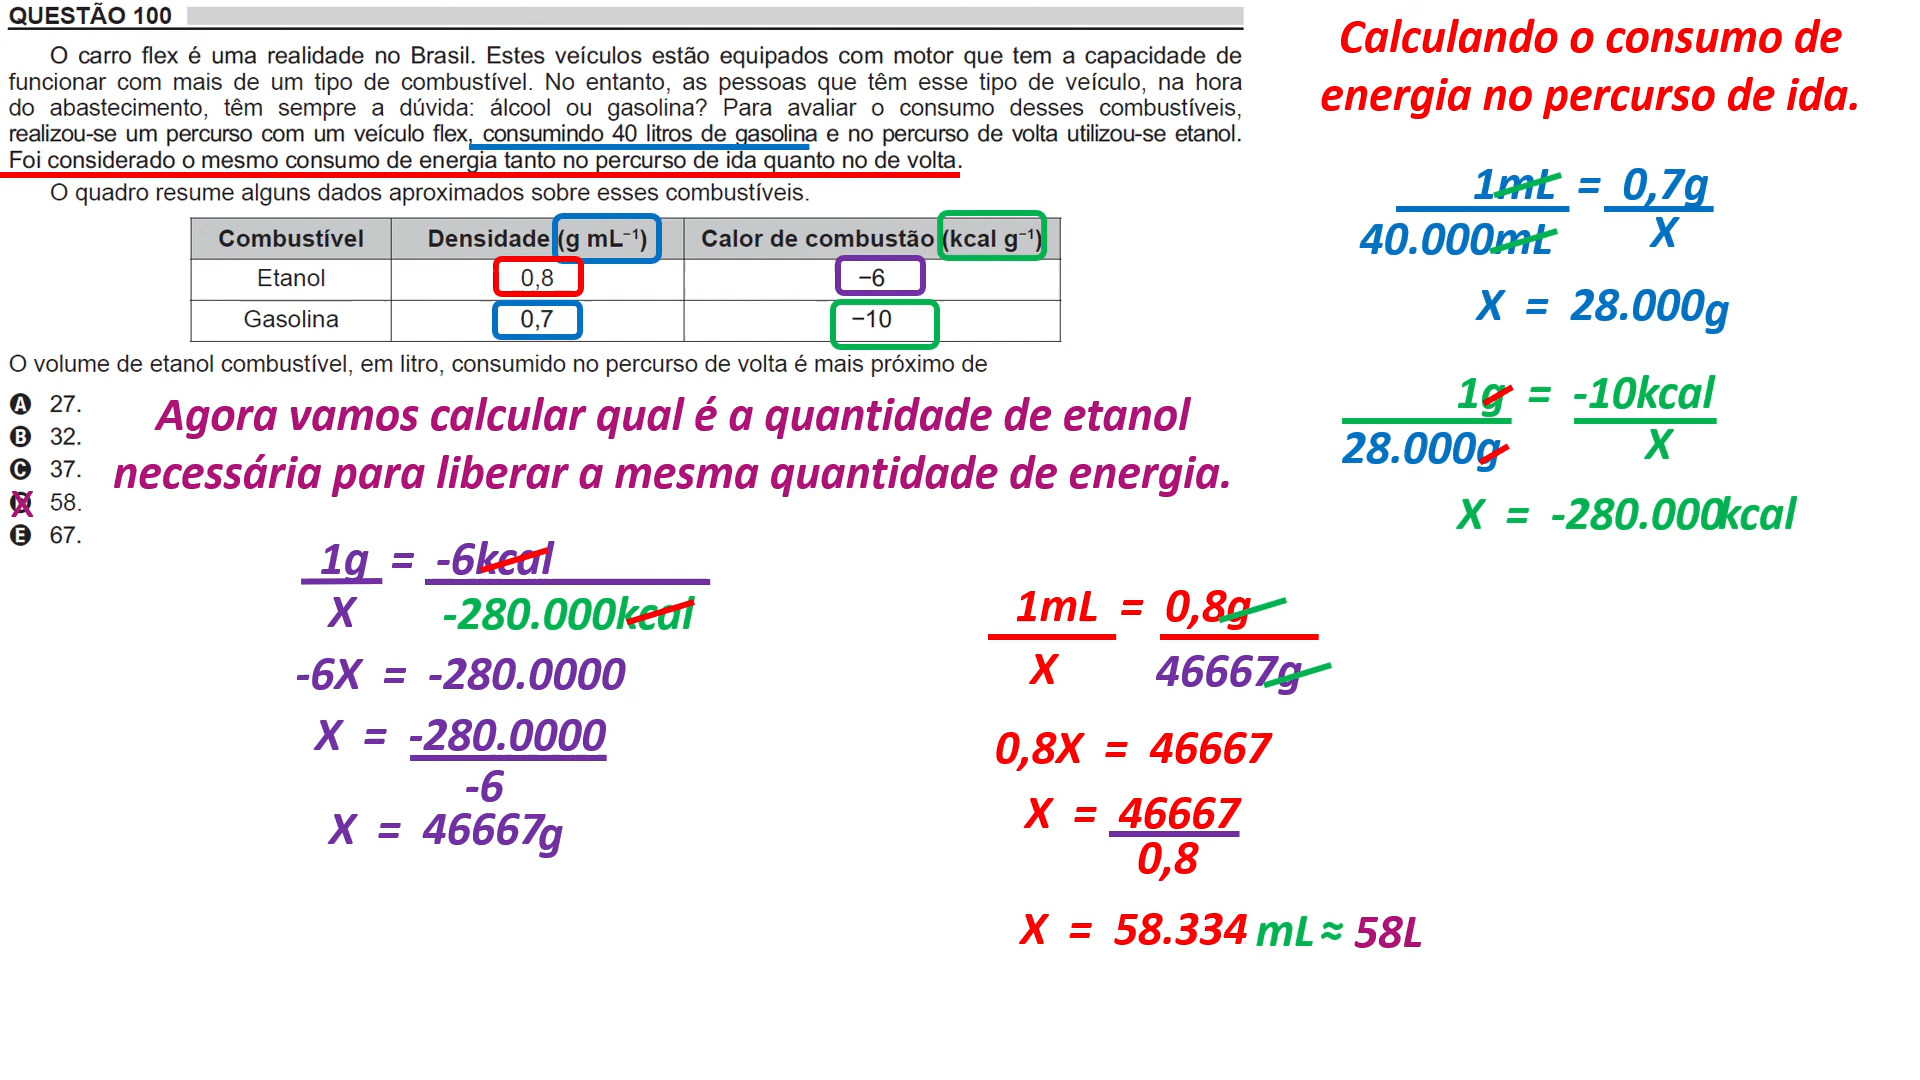 QUESTÃO 100
O carro flex é uma realidade no Brasil. Estes veículos estão equipados com motor que tem a capacidade de
funcionar com mais de um tipo de combustível. No entanto, as pessoas que têm esse tipo de veículo, na hora
do abastecimento, têm sempre a dúvida: álcool ou gasolina? Para avaliar o consumo desses combustíveis,
realizou-se um percurso com um veículo flex, consumindo 40 litros de gasolina e no percurso de volta utilizou-se etanol.
Foi considerado o mesmo consumo de energia tanto no percurso de ida quanto no de volta.
O quadro resume alguns dados aproximados sobre esses combustíveis.
Combustível Densidade (g mL⁻¹) Calor de combustão (kcal g⁻¹)
Etanol 0,8 −6
Gasolina 0,7 −10
O volume de etanol combustível, em litro, consumido no percurso de volta é mais próximo de
A 27.
B 32.
C 37.
X 58.
E 67.
Agora vamos calcular qual é a quantidade de etanol
necessária para liberar a mesma quantidade de energia.
1g = -6kcal
X -280.000kcal
-6X = -280.0000
X = -280.0000
-6
X = 46667g
1mL = 0,8g
X 46667g
0,8X = 46667
X = 46667
0,8
X = 58.334 mL ≈ 58L
Calculando o consumo de
energia no percurso de ida.
1mL = 0,7g
40.000mL X
X = 28.000g
1g = -10kcal
28.000g X
X = -280.000kcal